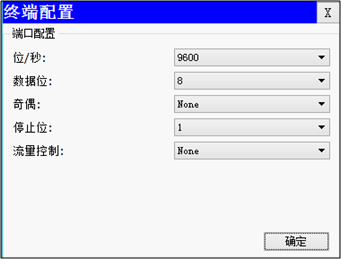 终端配置 X
端口配置
位/秒: 9600
数据位: 8
奇偶: None
停止位: 1
流量控制: None
确定